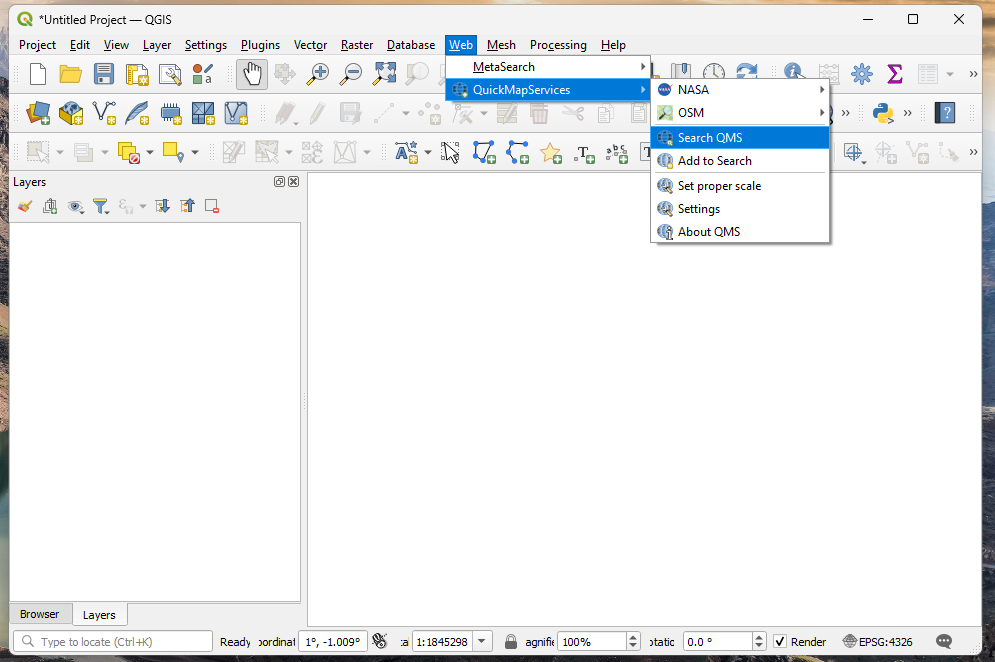 *Untitled Project — QGIS
Project Edit View Layer Settings Plugins Vector Raster Database Web Mesh Processing Help
MetaSearch
QuickMapServices
NASA
OSM
Search QMS
Add to Search
Set proper scale
Settings
About QMS
Layers
Browser Layers
Type to locate (Ctrl+K) Ready oordinat 1°, -1.009° 1:1845298 agnifie 100% otatic 0.0 ° Render EPSG:4326